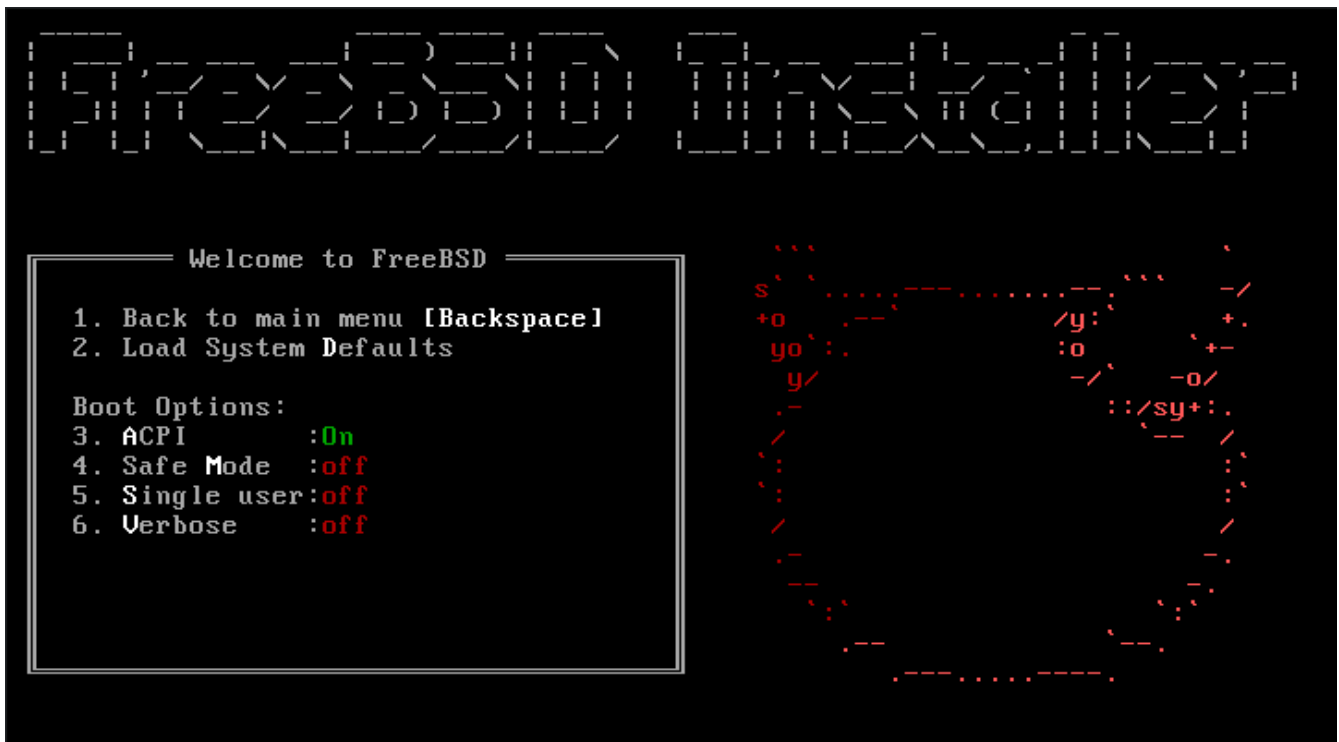 FreeBSD Installer
Welcome to FreeBSD
1. Back to main menu [Backspace]
2. Load System Defaults
Boot Options:
3. ACPI :On
4. Safe Mode :off
5. Single user:off
6. Verbose :off